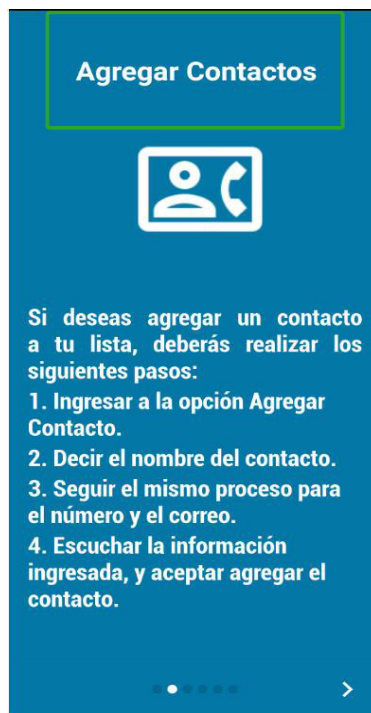 Agregar Contactos
Si deseas agregar un contacto
a tu lista, deberás realizar los
siguientes pasos:
1. Ingresar a la opción Agregar
Contacto.
2. Decir el nombre del contacto.
3. Seguir el mismo proceso para
el número y el correo.
4. Escuchar la información
ingresada, y aceptar agregar el
contacto.